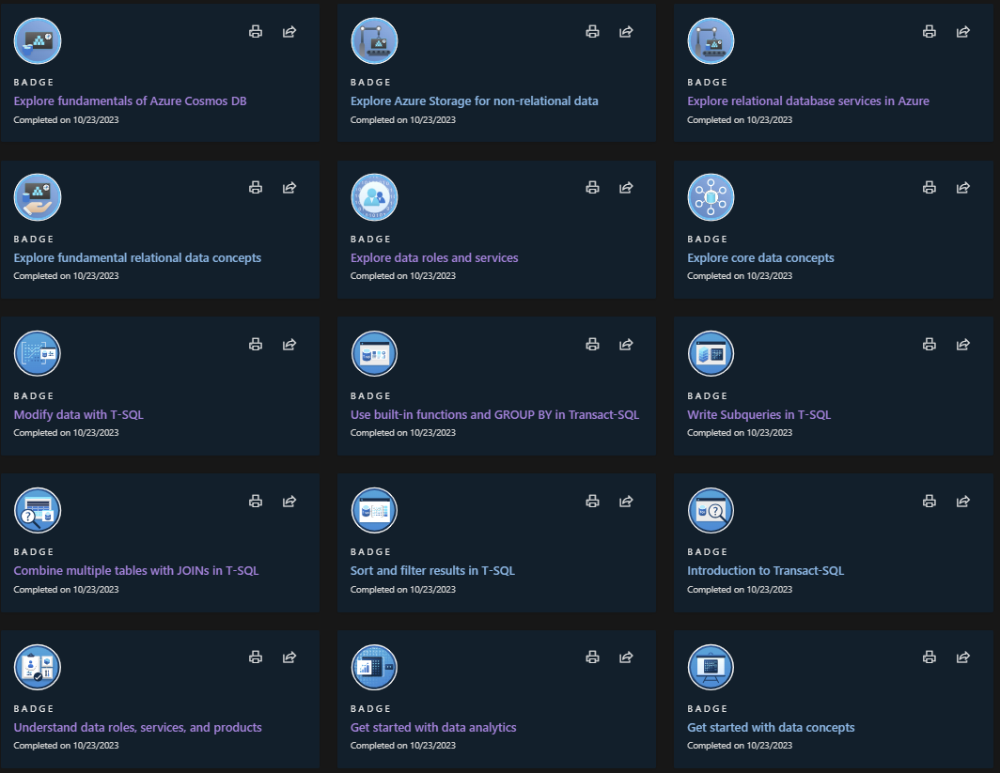 BADGE
Explore fundamentals of Azure Cosmos DB
Completed on 10/23/2023
BADGE
Explore Azure Storage for non-relational data
Completed on 10/23/2023
BADGE
Explore relational database services in Azure
Completed on 10/23/2023
BADGE
Explore fundamental relational data concepts
Completed on 10/23/2023
BADGE
Explore data roles and services
Completed on 10/23/2023
BADGE
Explore core data concepts
Completed on 10/23/2023
BADGE
Modify data with T-SQL
Completed on 10/23/2023
BADGE
Use built-in functions and GROUP BY in Transact-SQL
Completed on 10/23/2023
BADGE
Write Subqueries in T-SQL
Completed on 10/23/2023
BADGE
Combine multiple tables with JOINs in T-SQL
Completed on 10/23/2023
BADGE
Sort and filter results in T-SQL
Completed on 10/23/2023
BADGE
Introduction to Transact-SQL
Completed on 10/23/2023
BADGE
Understand data roles, services, and products
Completed on 10/23/2023
BADGE
Get started with data analytics
Completed on 10/23/2023
BADGE
Get started with data concepts
Completed on 10/23/2023